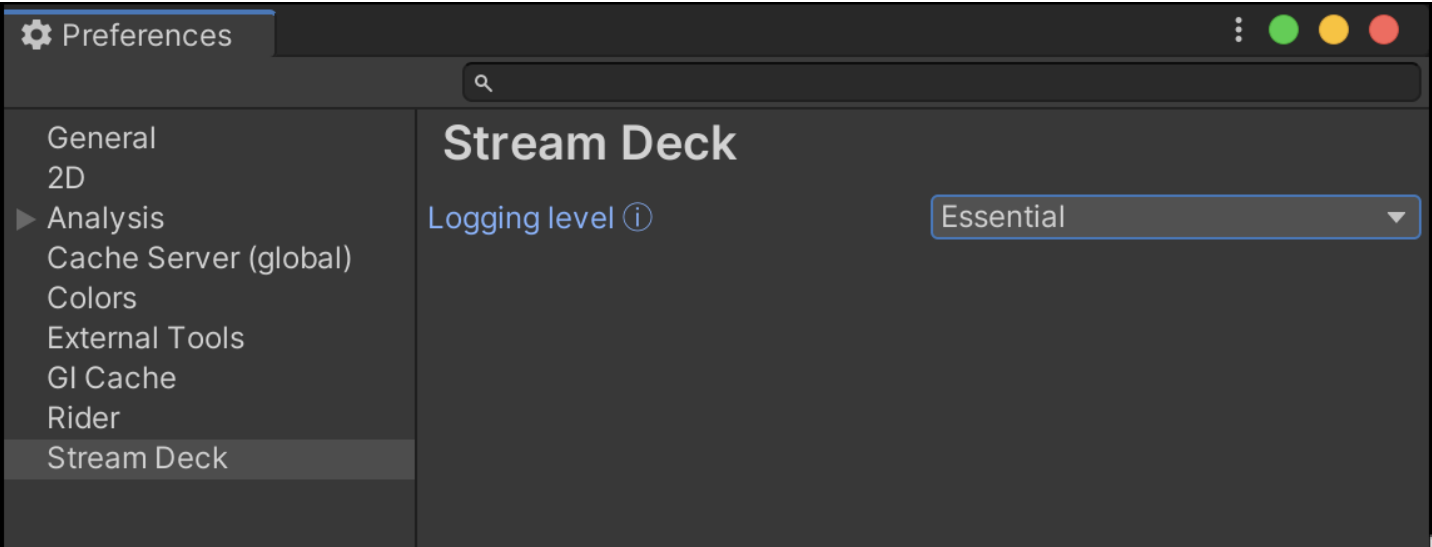 Preferences
General
2D
Analysis
Cache Server (global)
Colors
External Tools
GI Cache
Rider
Stream Deck
Stream Deck
Logging level ⓘ
Essential